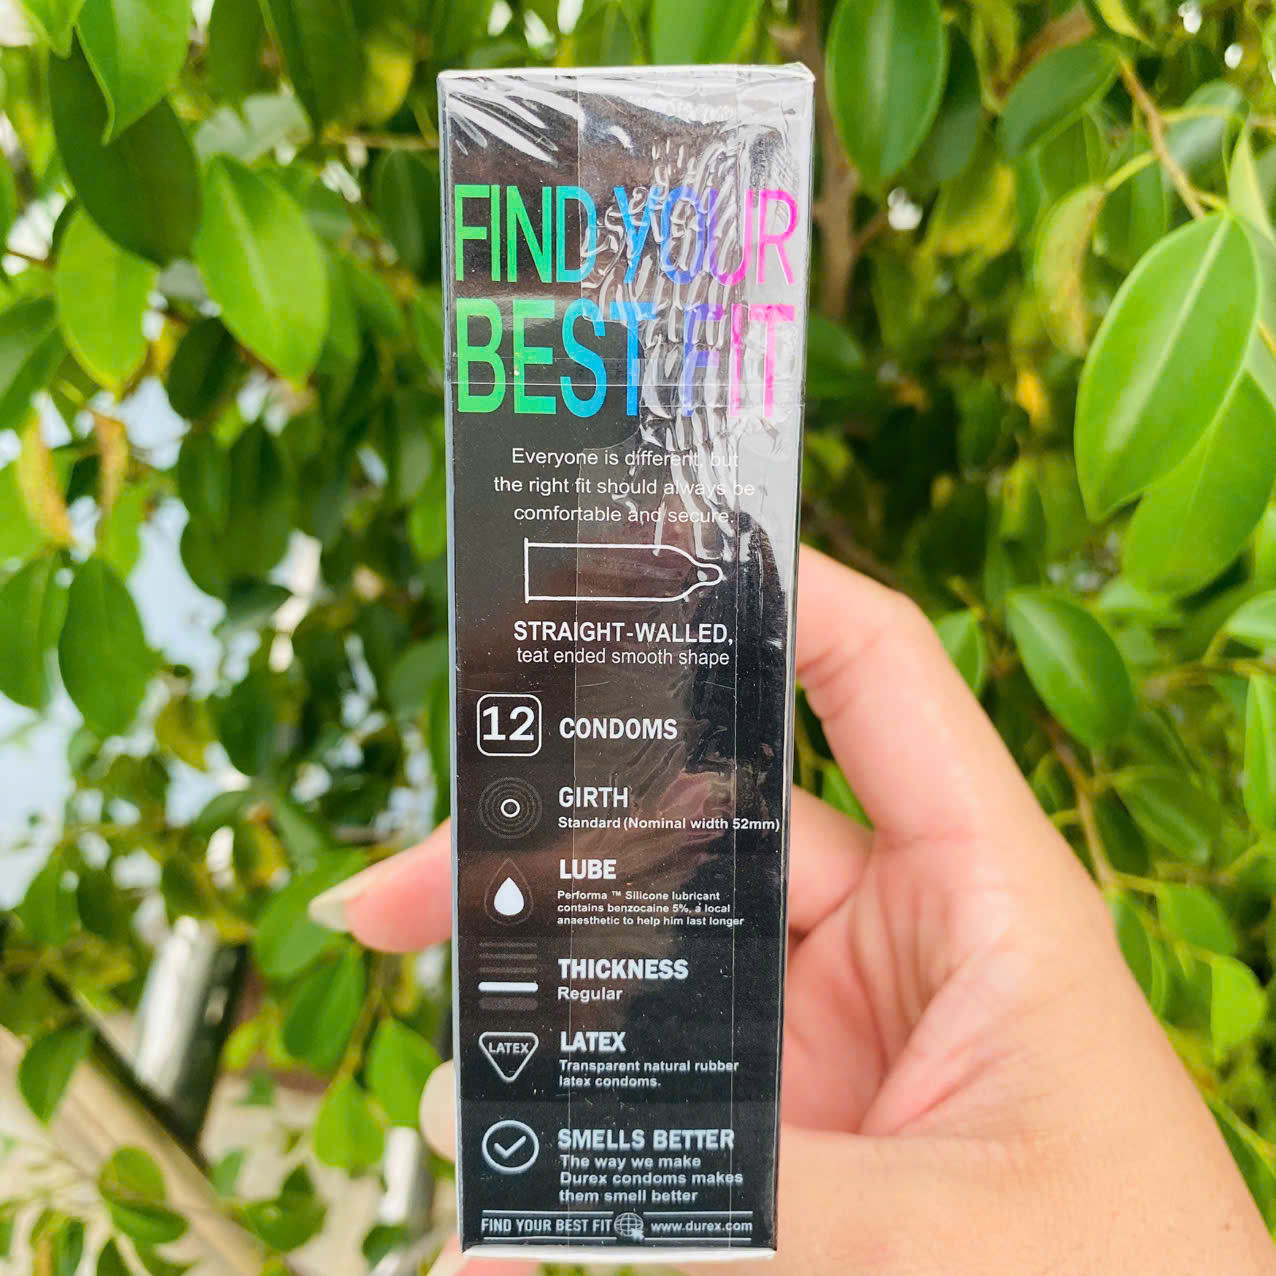 FIND YOUR
BEST FIT
Everyone is different, but
the right fit should always be
comfortable and secure.
STRAIGHT-WALLED,
teat ended smooth shape
12 CONDOMS
GIRTH
Standard (Nominal width 52mm)
LUBE
Performa ™ Silicone lubricant
contains benzocaine 5%, a local
anaesthetic to help him last longer
THICKNESS
Regular
LATEX
LATEX
Transparent natural rubber
latex condoms.
SMELLS BETTER
The way we make
Durex condoms makes
them smell better
FIND YOUR BEST FIT www.durex.com